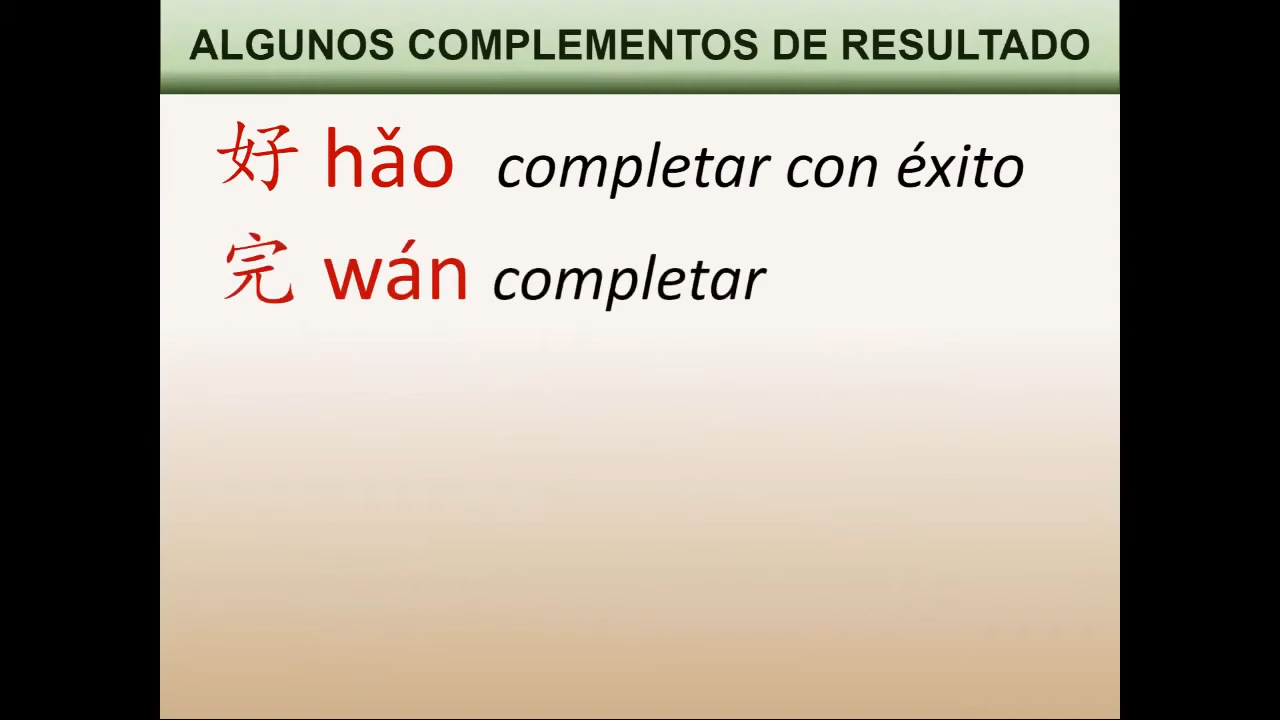 ALGUNOS COMPLEMENTOS DE RESULTADO
好 hǎo completar con éxito
完 wán completar